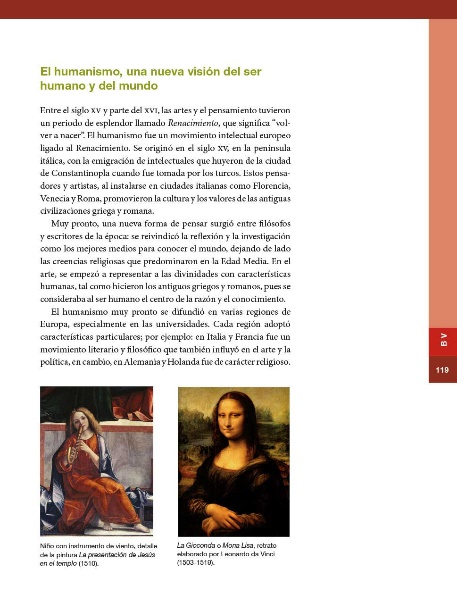 El humanismo, una nueva visión del ser
humano y del mundo
Entre el siglo XV y parte del XVI, las artes y el pensamiento tuvieron
un periodo de esplendor llamado Renacimiento, que significa “vol-
ver a nacer”. El humanismo fue un movimiento intelectual europeo
ligado al Renacimiento. Se originó en el siglo XV, en la península
itálica, con la emigración de intelectuales que huyeron de la ciudad
de Constantinopla cuando fue tomada por los turcos. Estos pensa-
dores y artistas, al instalarse en ciudades italianas como Florencia,
Venecia y Roma, promovieron la cultura y los valores de las antiguas
civilizaciones griega y romana.
Muy pronto, una nueva forma de pensar surgió entre filósofos
y escritores de la época: se reivindicó la reflexión y la investigación
como los mejores medios para conocer el mundo, dejando de lado
las creencias religiosas que predominaron en la Edad Media. En el
arte, se empezó a representar a las divinidades con características
humanas, tal como hicieron los antiguos griegos y romanos, pues se
consideraba al ser humano el centro de la razón y el conocimiento.
El humanismo muy pronto se difundió en varias regiones de
Europa, especialmente en las universidades. Cada región adoptó
características particulares; por ejemplo: en Italia y Francia fue un
movimiento literario y filosófico que también influyó en el arte y la
política, en cambio, en Alemania y Holanda fue de carácter religioso.
B V
119
Niño con instrumento de viento, detalle
de la pintura La presentación de Jesús
en el templo (1510).
La Gioconda o Mona Lisa, retrato
elaborado por Leonardo da Vinci
(1503-1519).